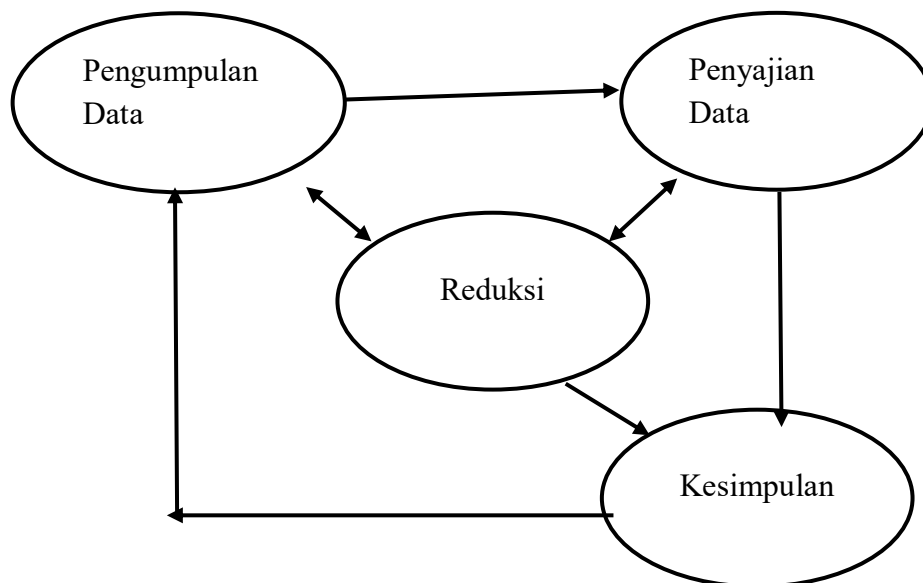 Pengumpulan
Data
Penyajian
Data
Reduksi
Kesimpulan